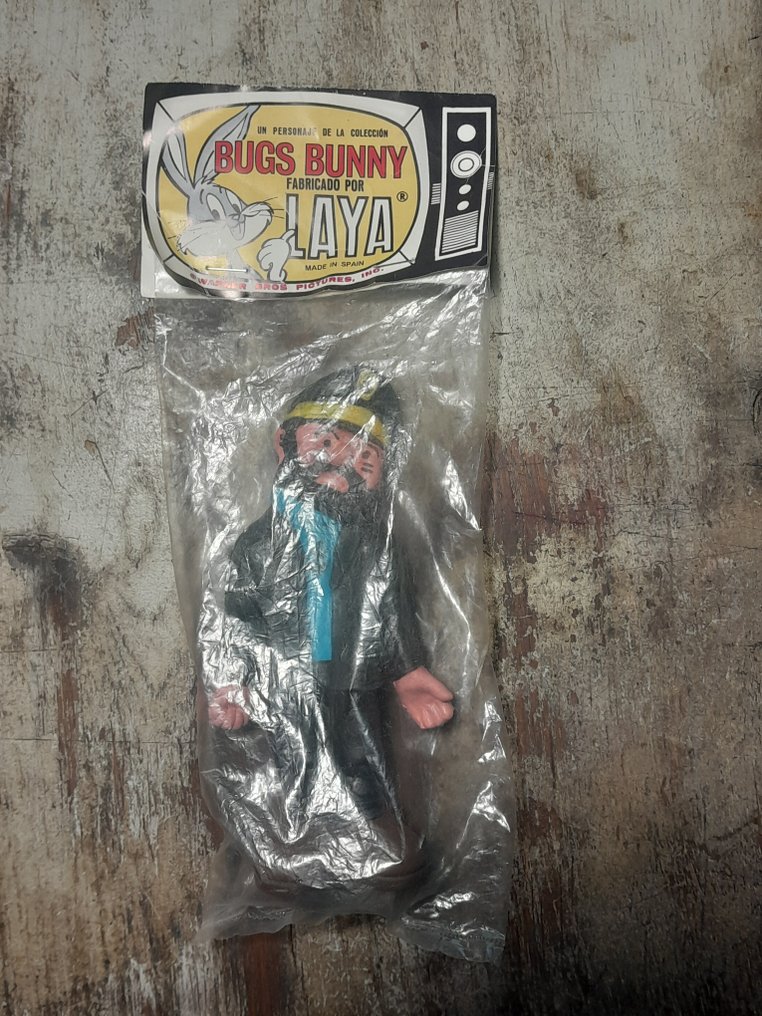 UN PERSONAJE DE LA COLECCIÓN
BUGS BUNNY
FABRICADO POR
LAYA®
MADE IN SPAIN
©WARNER BROS PICTURES, INC.